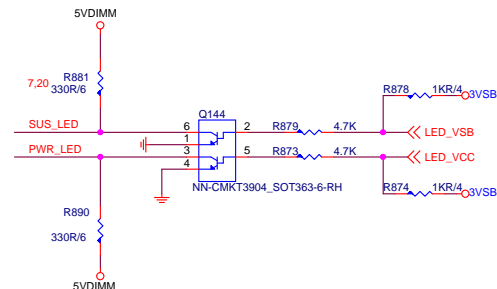 5VDIMM
7,20 R881
330R/6
R878 1KR/4 3VSB
Q144
SUS_LED 6 2 R879 4.7K LED_VSB
1
PWR_LED 3 5 R873 4.7K LED_VCC
4
NN-CMKT3904_SOT363-6-RH
R874 1KR/4 3VSB
R890
330R/6
5VDIMM